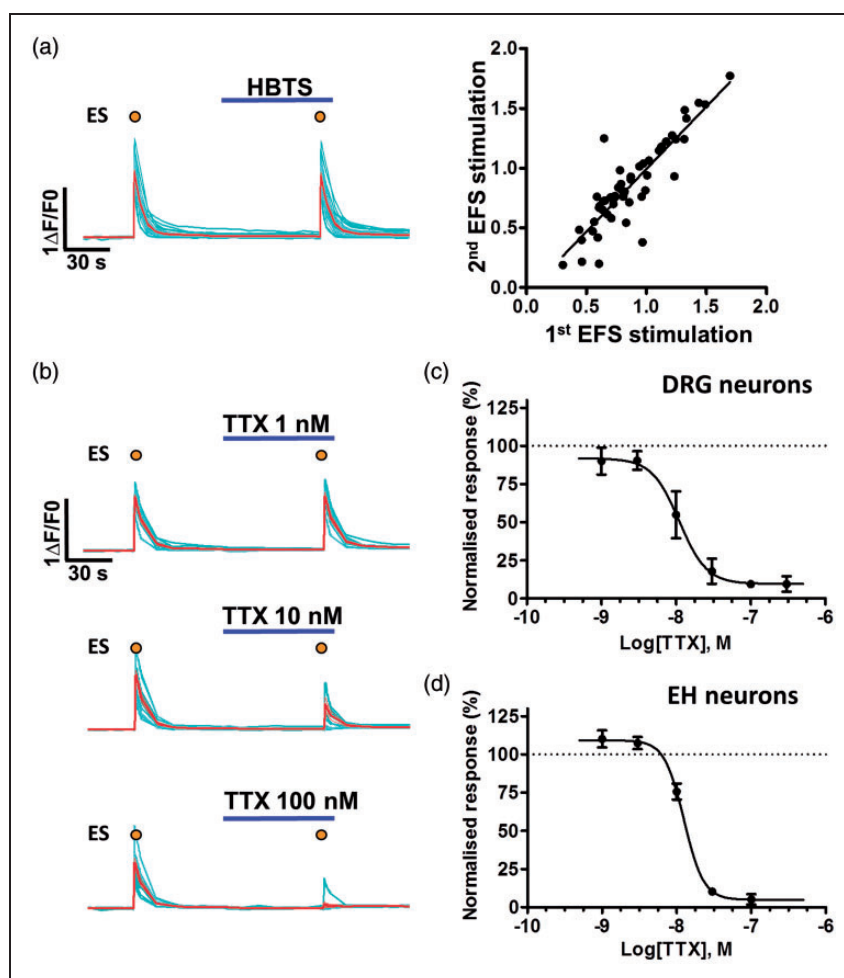 (a)
HBTS
ES
1ΔF/F0
30 s
2nd EFS stimulation
2.0
1.5
1.0
0.5
0.0
0.0 0.5 1.0 1.5 2.0
1st EFS stimulation
(b)
TTX 1 nM
ES
1ΔF/F0
30 s
TTX 10 nM
ES
TTX 100 nM
ES
(c)
DRG neurons
Normalised response (%)
125
100
75
50
25
0
-10 -9 -8 -7 -6
Log[TTX], M
(d)
EH neurons
Normalised response (%)
125
100
75
50
25
0
-10 -9 -8 -7 -6
Log[TTX], M